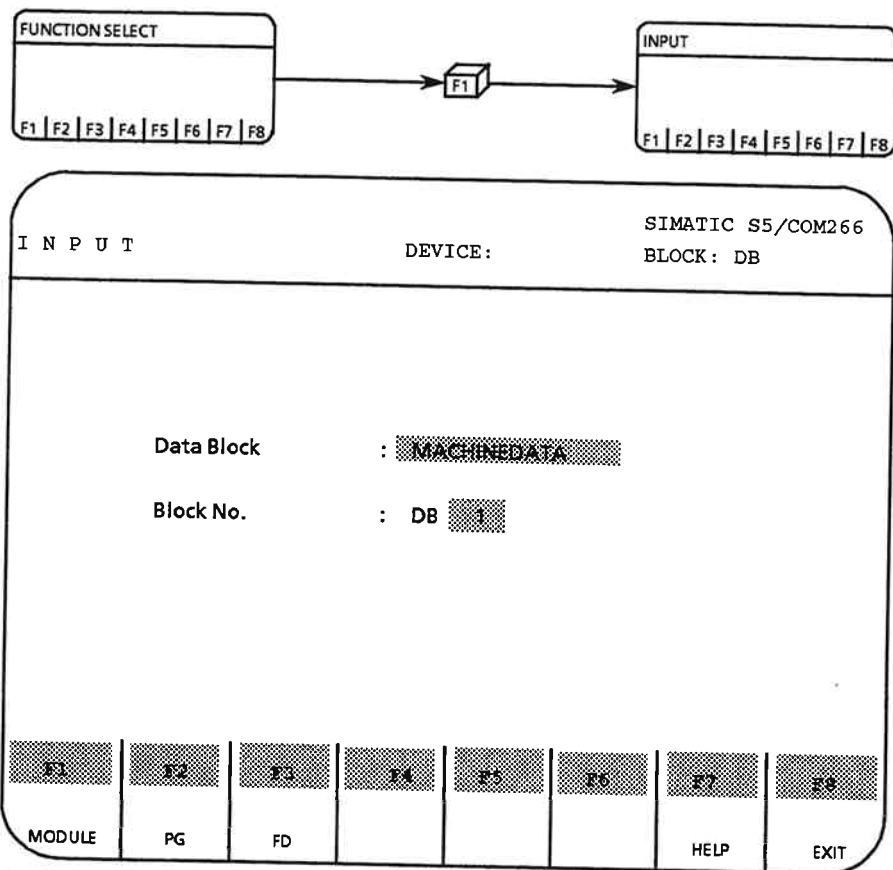 FUNCTION SELECT
F1 F2 F3 F4 F5 F6 F7 F8
F1
INPUT
F1 F2 F3 F4 F5 F6 F7 F8
SIMATIC S5/COM266
I N P U T DEVICE: BLOCK: DB
Data Block : MACHINEDATA
Block No. : DB 1
F1 F2 F3 F4 F5 F6 F7 F8
MODULE PG FD HELP EXIT